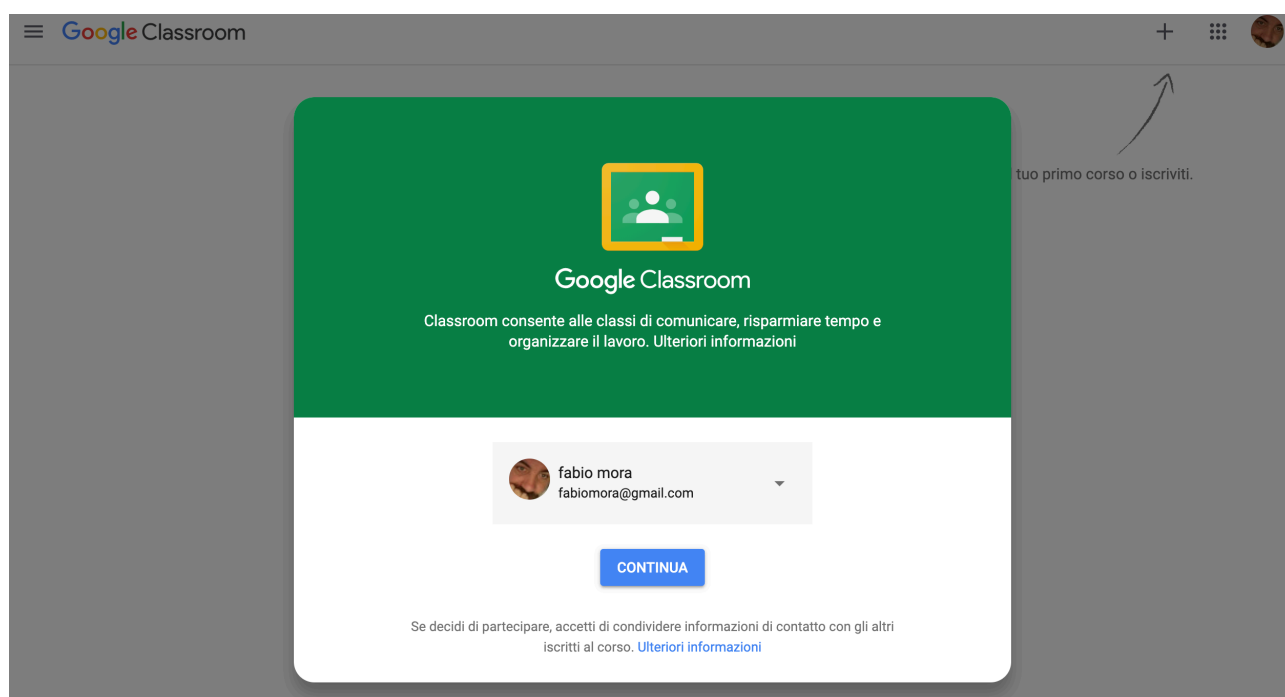 Google Classroom
tuo primo corso o iscriviti.
Google Classroom
Classroom consente alle classi di comunicare, risparmiare tempo e
organizzare il lavoro. Ulteriori informazioni
fabio mora
fabiomora@gmail.com
CONTINUA
Se decidi di partecipare, accetti di condividere informazioni di contatto con gli altri
iscritti al corso. Ulteriori informazioni